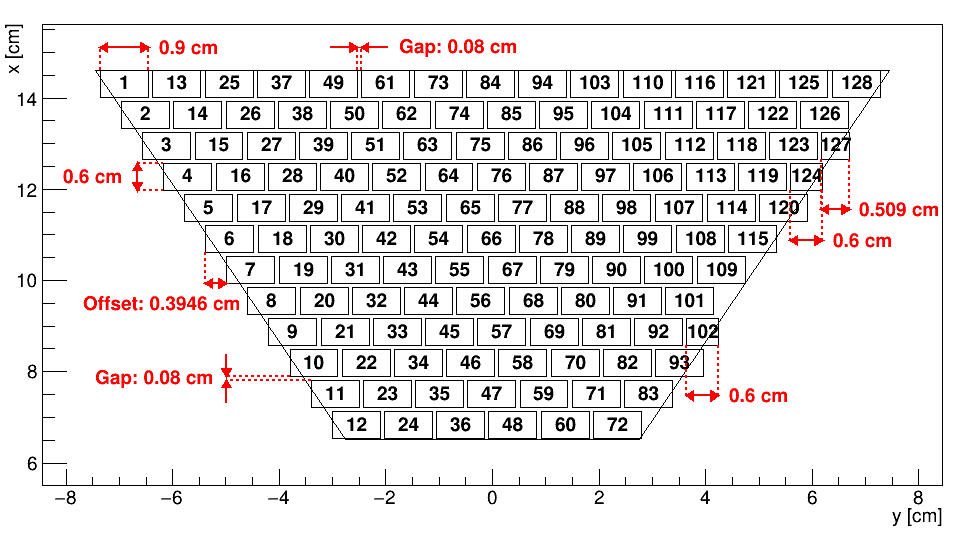 x [cm]
0.9 cm
Gap: 0.08 cm
1 13 25 37 49 61 73 84 94 103 110 116 121 125 128
14
2 14 26 38 50 62 74 85 95 104 111 117 122 126
3 15 27 39 51 63 75 86 96 105 112 118 123 127
0.6 cm
4 16 28 40 52 64 76 87 97 106 113 119 124
12
5 17 29 41 53 65 77 88 98 107 114 120
0.509 cm
6 18 30 42 54 66 78 89 99 108 115
0.6 cm
7 19 31 43 55 67 79 90 100 109
10
Offset: 0.3946 cm
8 20 32 44 56 68 80 91 101
9 21 33 45 57 69 81 92 102
10 22 34 46 58 70 82 93
8
Gap: 0.08 cm
11 23 35 47 59 71 83
0.6 cm
12 24 36 48 60 72
6
−8 −6 −4 −2 0 2 4 6 8
y [cm]